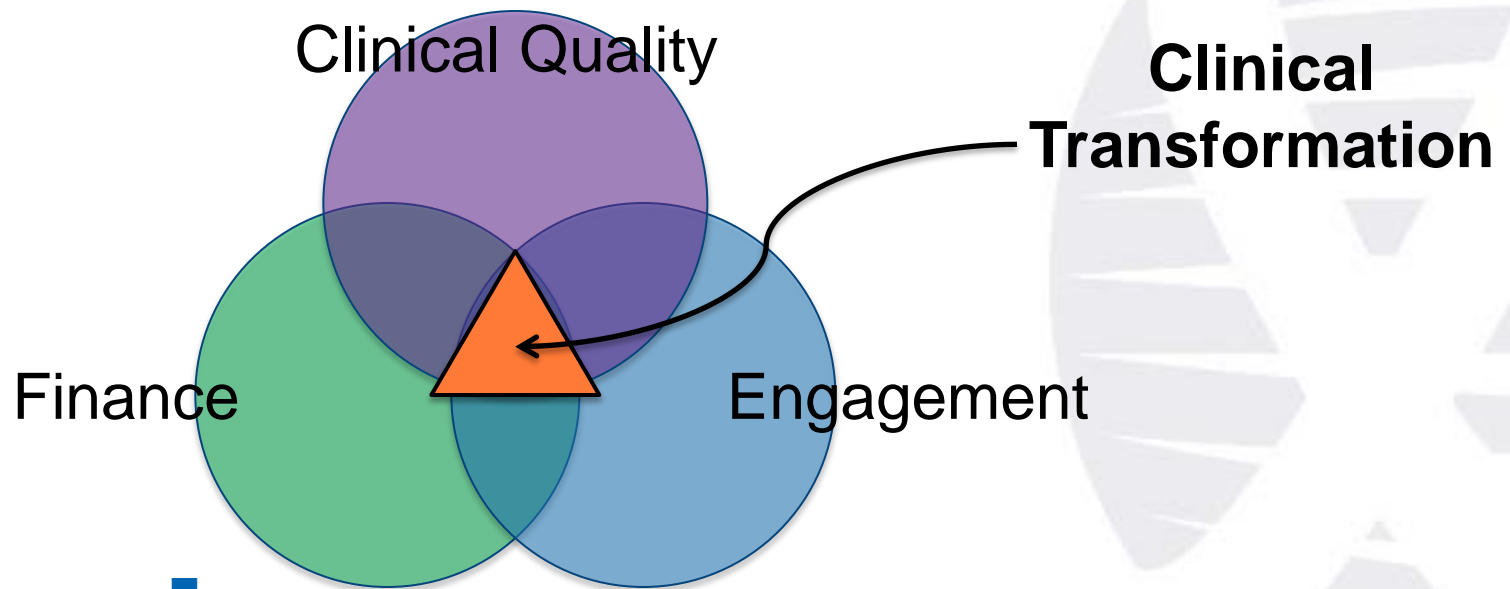 Clinical Quality
Clinical
Transformation
Finance
Engagement